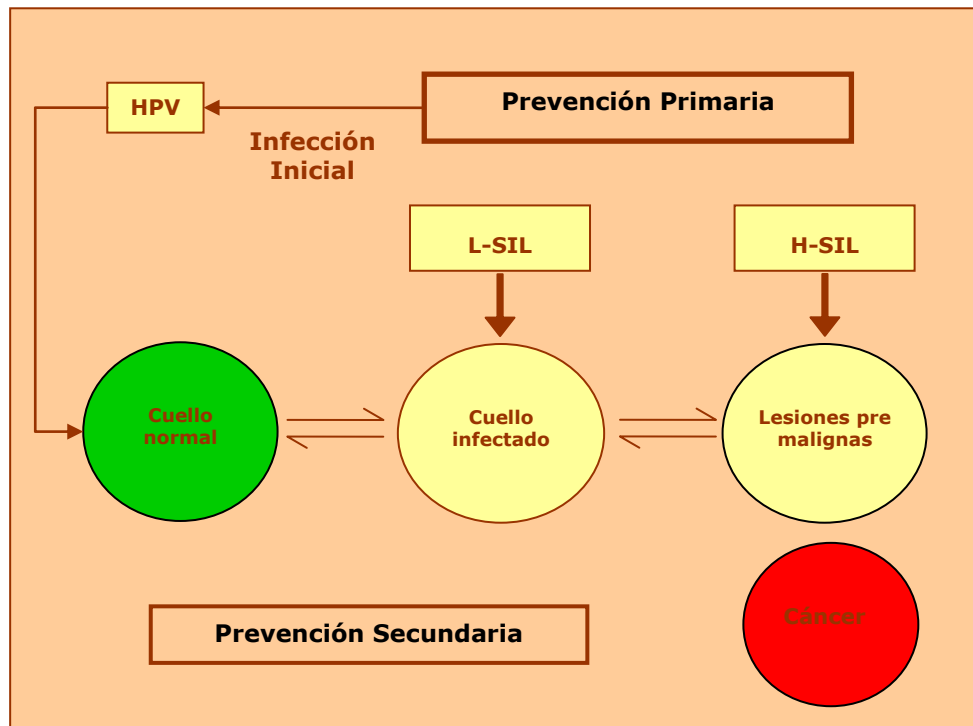 Prevención Primaria
HPV
Infección
Inicial
L-SIL
H-SIL
Cuello
normal
Cuello
infectado
Lesiones pre
malignas
Cáncer
Prevención Secundaria